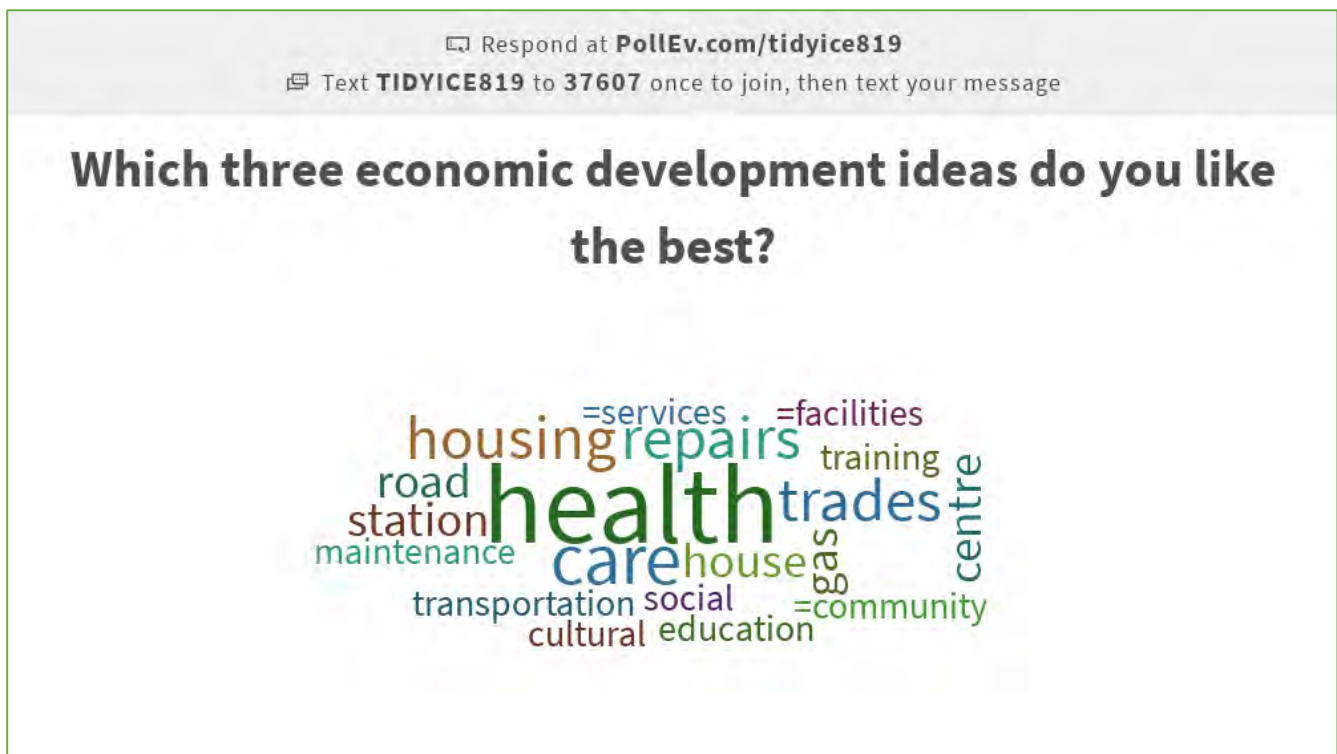 Respond at PollEv.com/tidyice819
Text TIDYICE819 to 37607 once to join, then text your message
Which three economic development ideas do you like
the best?
=services =facilities
housing repairs training
road health trades centre
station
maintenance care house gas
transportation social =community
cultural education